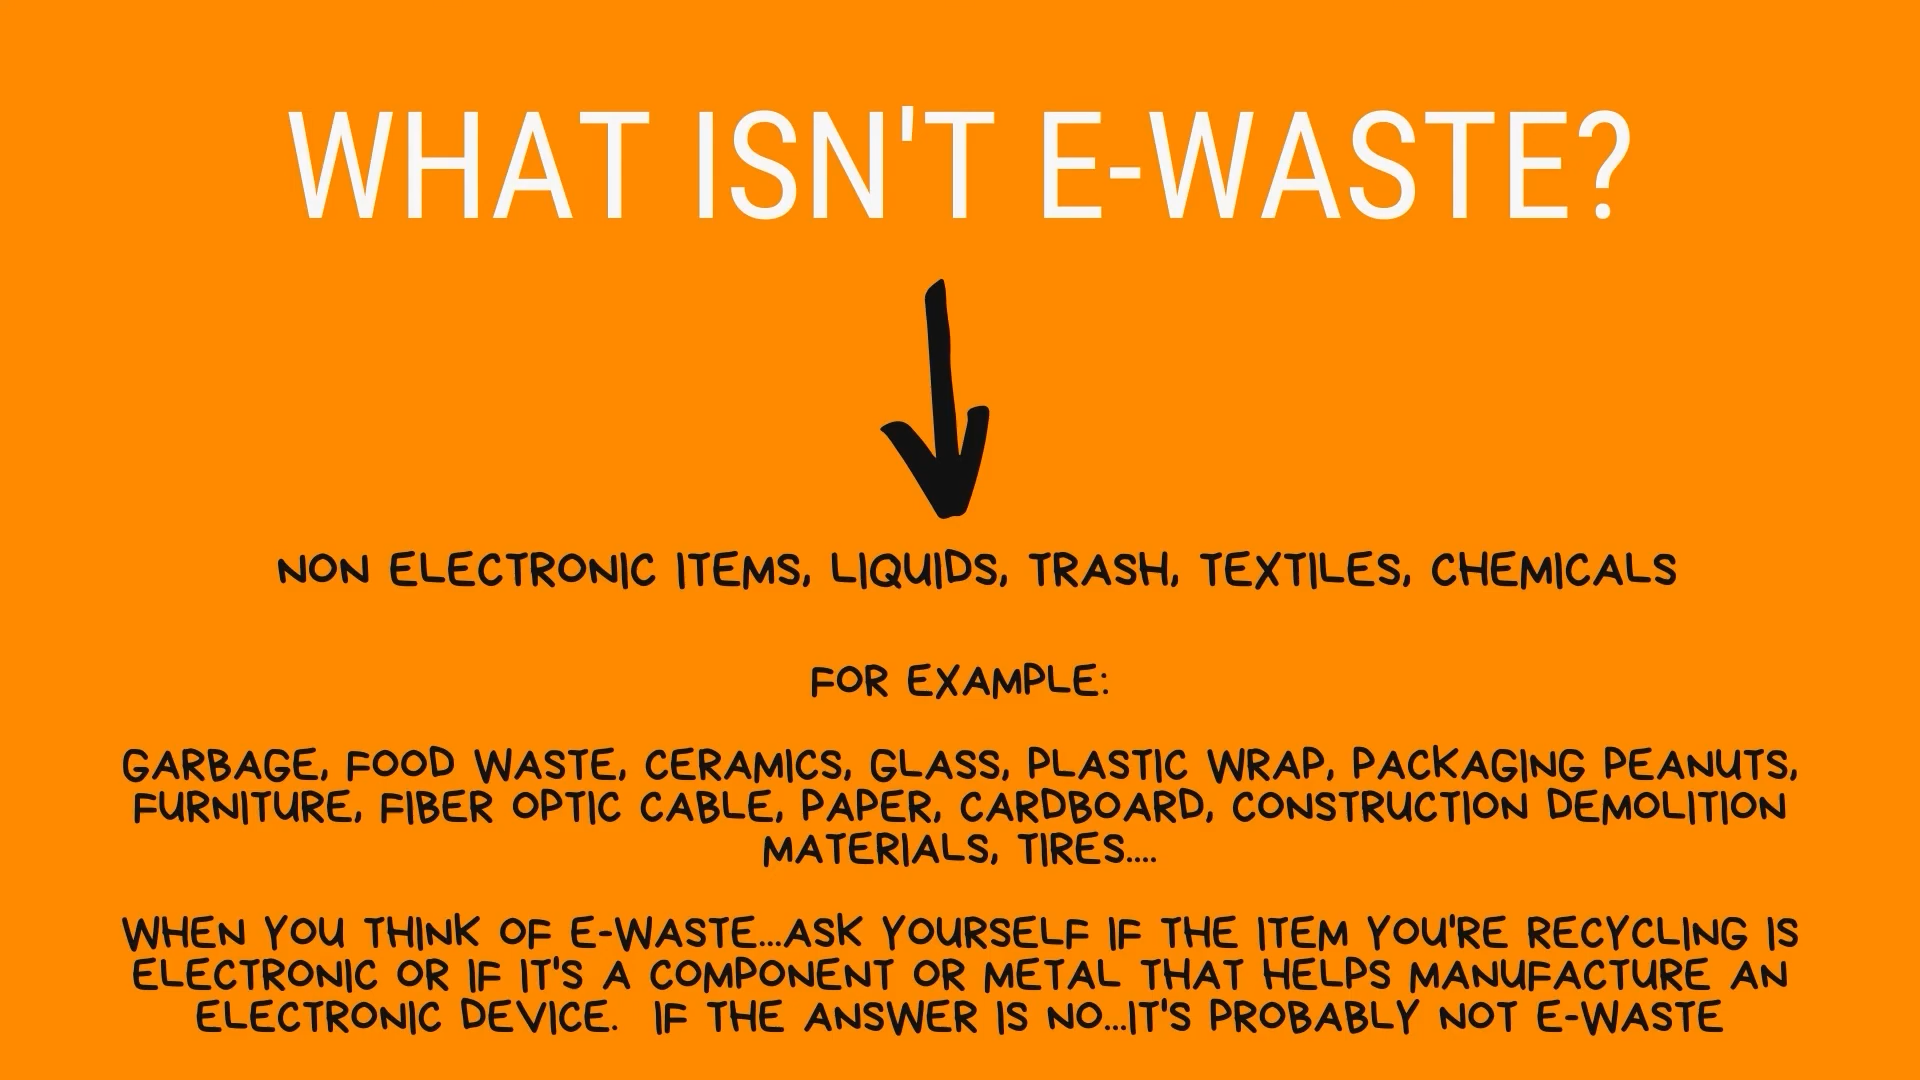 WHAT ISN'T E-WASTE?
NON ELECTRONIC ITEMS, LIQUIDS, TRASH, TEXTILES, CHEMICALS
FOR EXAMPLE:
GARBAGE, FOOD WASTE, CERAMICS, GLASS, PLASTIC WRAP, PACKAGING PEANUTS,
FURNITURE, FIBER OPTIC CABLE, PAPER, CARDBOARD, CONSTRUCTION DEMOLITION
MATERIALS, TIRES....
WHEN YOU THINK OF E-WASTE...ASK YOURSELF IF THE ITEM YOU'RE RECYCLING IS
ELECTRONIC OR IF IT'S A COMPONENT OR METAL THAT HELPS MANUFACTURE AN
ELECTRONIC DEVICE.  IF THE ANSWER IS NO...IT'S PROBABLY NOT E-WASTE